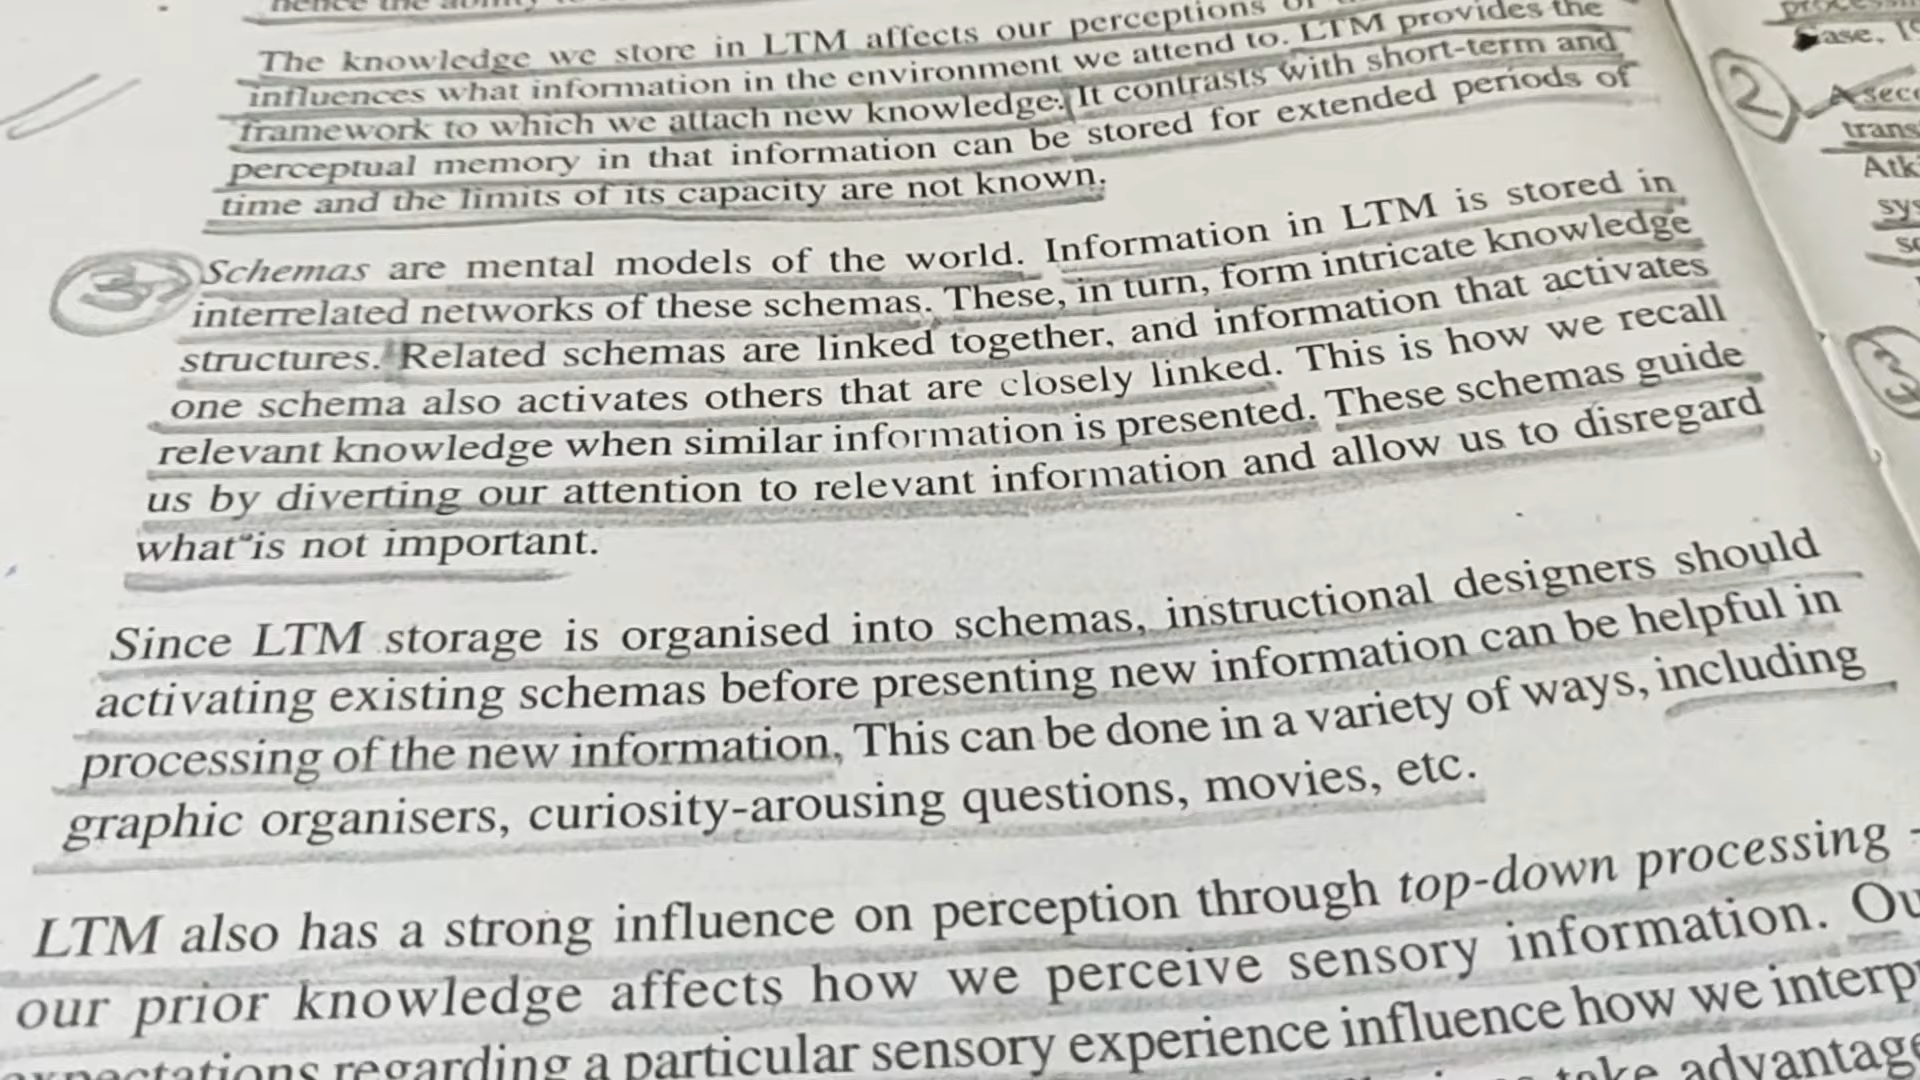 The knowledge we store in LTM affects our perceptions of
influences what information in the environment we attend to. LTM provides the
framework to which we attach new knowledge. It contrasts with short-term and
perceptual memory in that information can be stored for extended periods of
time and the limits of its capacity are not known.
3
Schemas are mental models of the world. Information in LTM is stored in
interrelated networks of these schemas. These, in turn, form intricate knowledge
structures. Related schemas are linked together, and information that activates
one schema also activates others that are closely linked. This is how we recall
relevant knowledge when similar information is presented. These schemas guide
us by diverting our attention to relevant information and allow us to disregard
what is not important.
Since LTM storage is organised into schemas, instructional designers should
activating existing schemas before presenting new information can be helpful in
processing of the new information. This can be done in a variety of ways, including
graphic organisers, curiosity-arousing questions, movies, etc.
LTM also has a strong influence on perception through top-down processing -
our prior knowledge affects how we perceive sensory information. Ou
regarding a particular sensory experience influence how we interp
take advantage
2
A seco
trans
Atk
sys
3